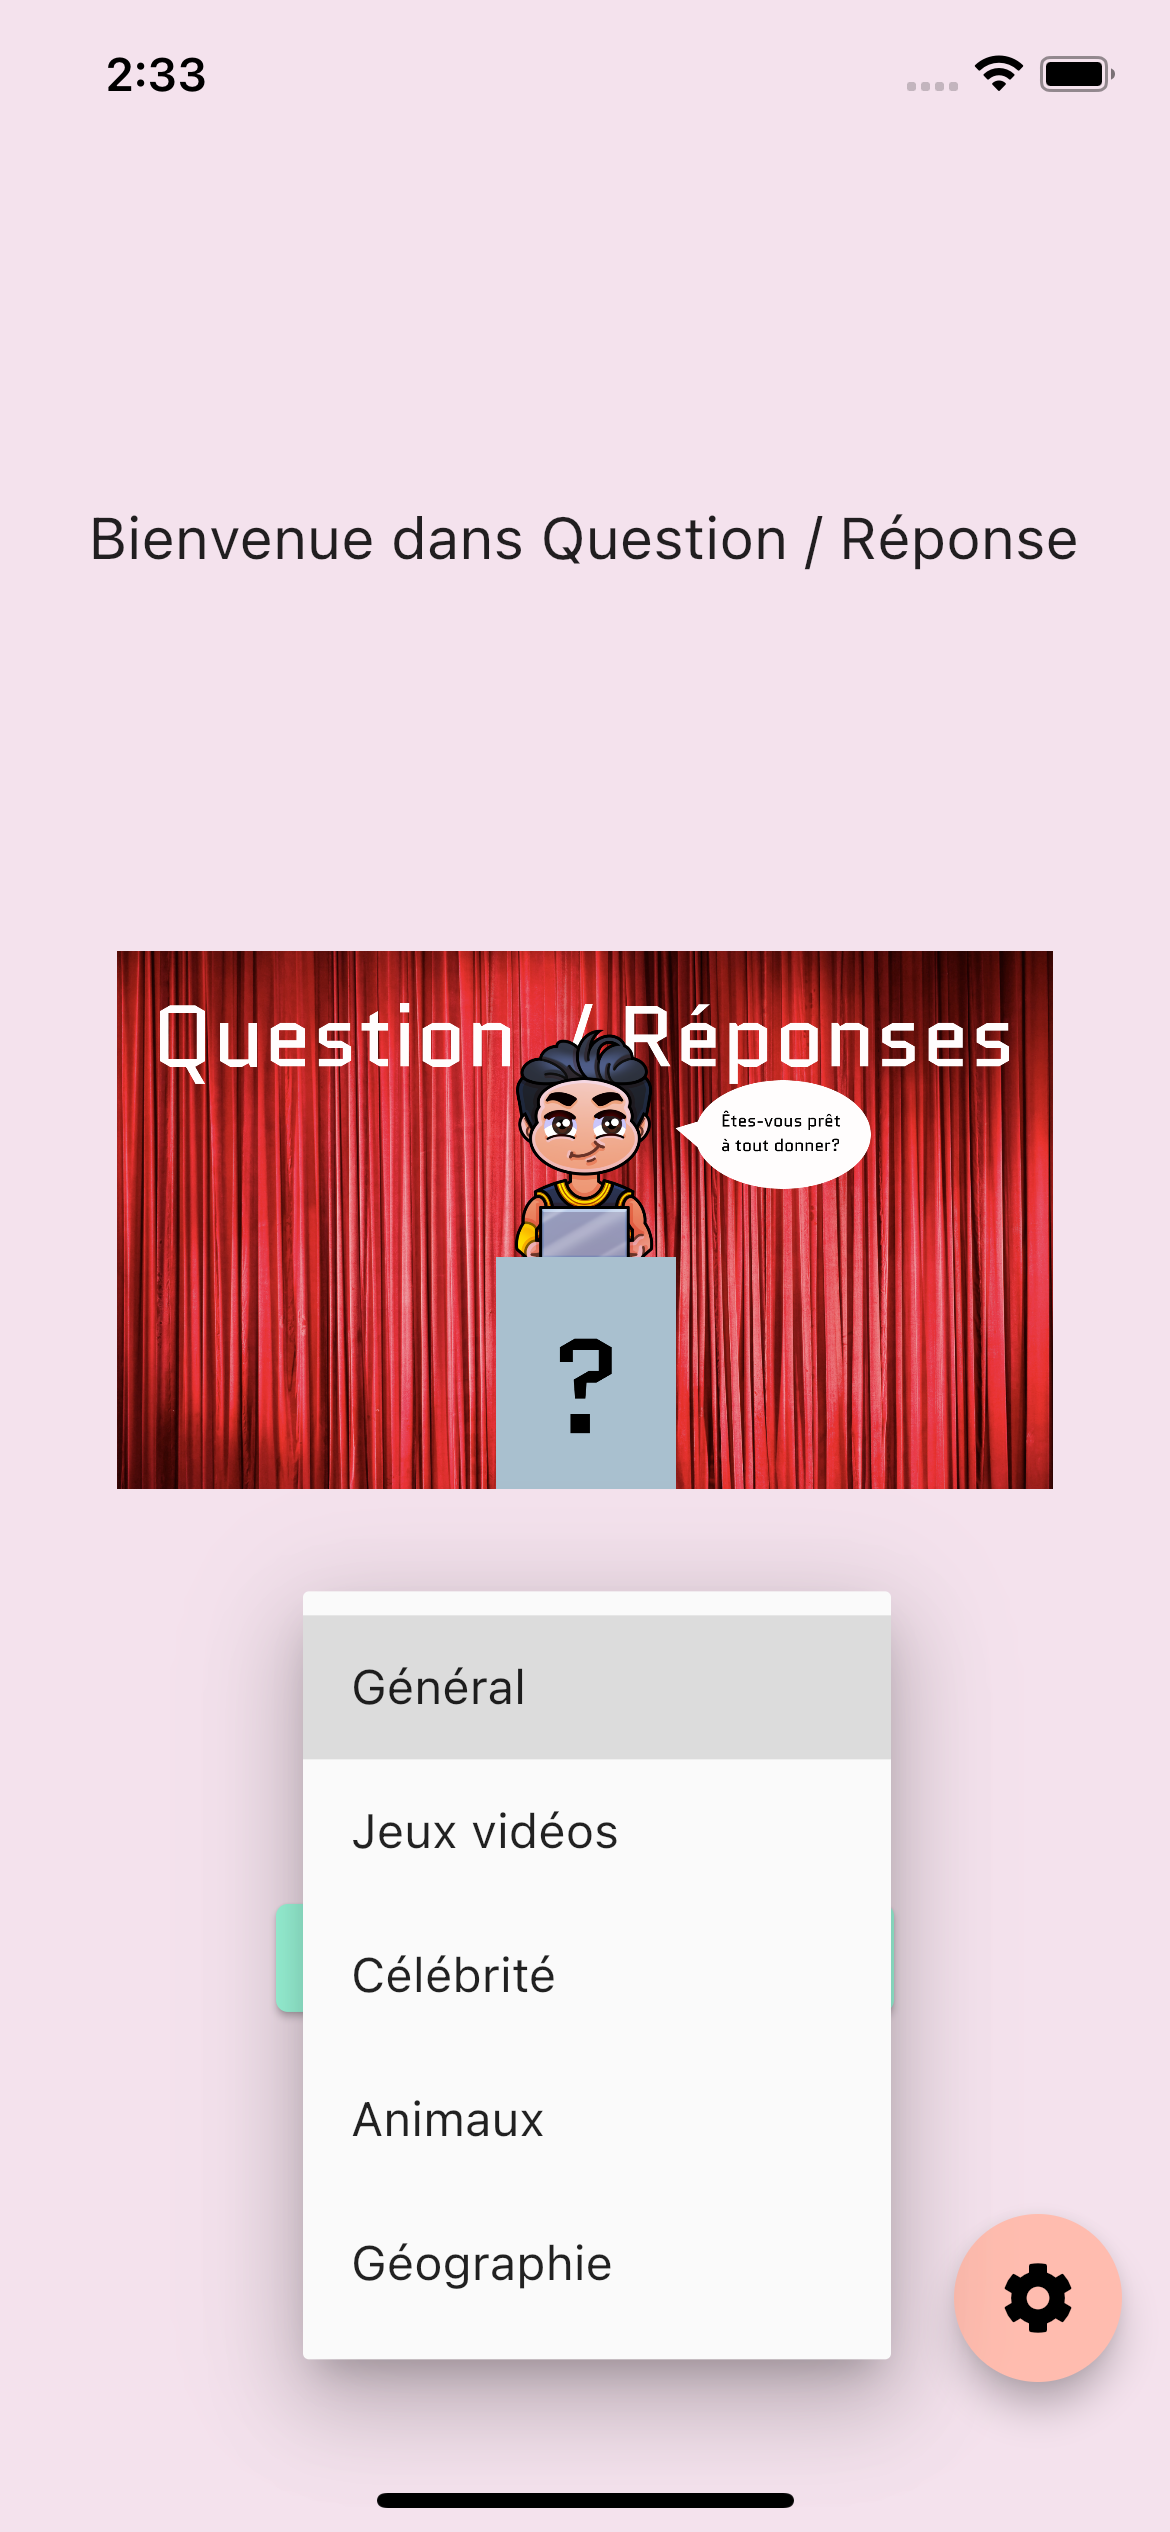 2:33
Bienvenue dans Question / Réponse
Question / Réponses
Êtes-vous prêt
à tout donner?
?
Général
Jeux vidéos
Célébrité
Animaux
Géographie